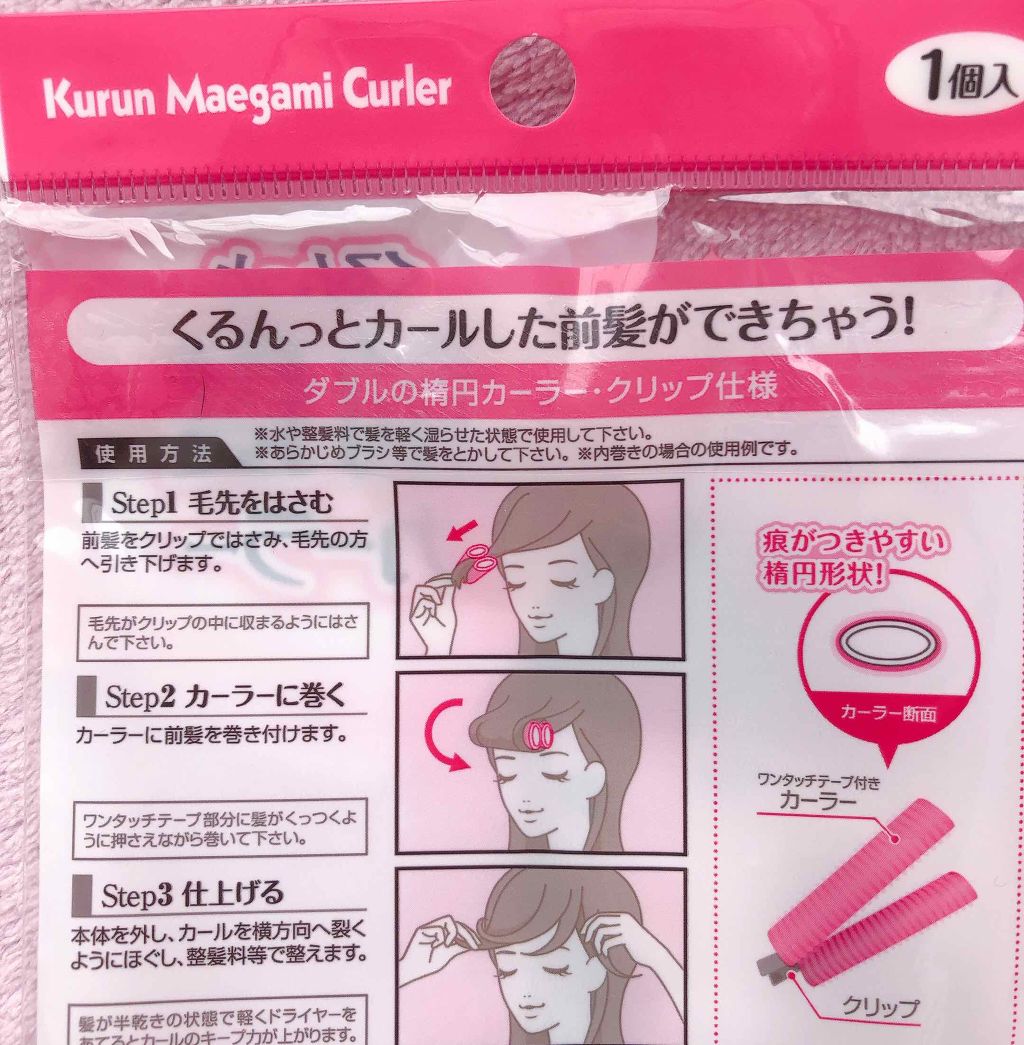 Kurun Maegami Curler
1個入
くるんっとカールした前髪ができちゃう!
ダブルの楕円カーラー・クリップ仕様
使用方法
※水や整髪料で髪を軽く湿らせた状態で使用して下さい。
※あらかじめブラシ等で髪をとかして下さい。※内巻きの場合の使用例です。
Step1 毛先をはさむ
前髪をクリップではさみ、毛先の方
へ引き下げます。
毛先がクリップの中に収まるようにはさ
んで下さい。
Step2 カーラーに巻く
カーラーに前髪を巻き付けます。
ワンタッチテープ部分に髪がくっつくよ
うに押さえながら巻いて下さい。
Step3 仕上げる
本体を外し、カールを横方向へ裂く
ようにほぐし、整髪料等で整えます。
髪が半乾きの状態で軽くドライヤーを
あてるとカールのキープ力が上がります。
痕がつきやすい
楕円形状!
カーラー断面
ワンタッチテープ付き
カーラー
クリップ